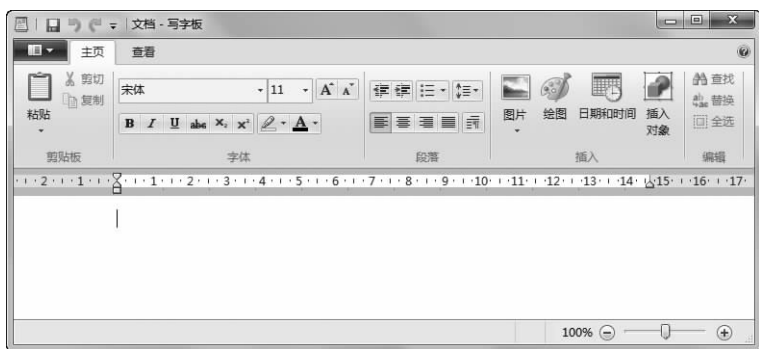 文档 - 写字板
主页 查看
剪切
复制
粘贴
宋体 11 A A
B I U abc X₂ X² A
图片 绘图 日期和时间 插入
对象
查找
替换
全选
剪贴板 字体 段落 插入 编辑
2 1 1 2 3 4 5 6 7 8 9 10 11 12 13 14 15 16 17
100%